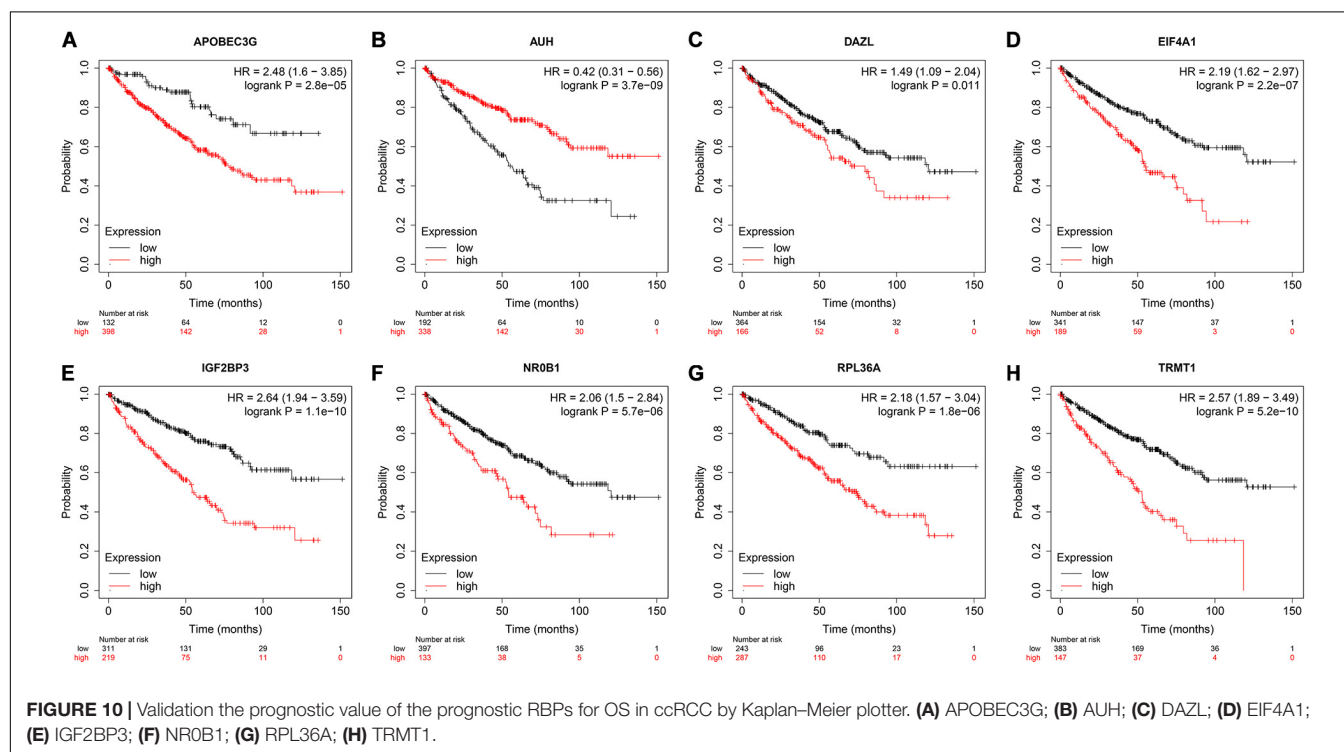 A
APOBEC3G
HR = 2.48 (1.6 − 3.85)
logrank P = 2.8e−05
Probability
0.0 0.2 0.4 0.6 0.8 1.0
Expression
low
high
0 50 100 150
Time (months)
Number at risk
low 132 64 12 0
high 398 142 28 1
B
AUH
HR = 0.42 (0.31 − 0.56)
logrank P = 3.7e−09
Probability
0.0 0.2 0.4 0.6 0.8 1.0
Expression
low
high
0 50 100 150
Time (months)
Number at risk
low 192 64 10 0
high 338 142 30 1
C
DAZL
HR = 1.49 (1.09 − 2.04)
logrank P = 0.011
Probability
0.0 0.2 0.4 0.6 0.8 1.0
Expression
low
high
0 50 100 150
Time (months)
Number at risk
low 364 154 32 1
high 166 52 8 0
D
EIF4A1
HR = 2.19 (1.62 − 2.97)
logrank P = 2.2e−07
Probability
0.0 0.2 0.4 0.6 0.8 1.0
Expression
low
high
0 50 100 150
Time (months)
Number at risk
low 341 147 37 1
high 189 59 3 0
E
IGF2BP3
HR = 2.64 (1.94 − 3.59)
logrank P = 1.1e−10
Probability
0.0 0.2 0.4 0.6 0.8 1.0
Expression
low
high
0 50 100 150
Time (months)
Number at risk
low 311 131 29 1
high 219 75 11 0
F
NR0B1
HR = 2.06 (1.5 − 2.84)
logrank P = 5.7e−06
Probability
0.0 0.2 0.4 0.6 0.8 1.0
Expression
low
high
0 50 100 150
Time (months)
Number at risk
low 397 168 35 1
high 133 38 5 0
G
RPL36A
HR = 2.18 (1.57 − 3.04)
logrank P = 1.8e−06
Probability
0.0 0.2 0.4 0.6 0.8 1.0
Expression
low
high
0 50 100 150
Time (months)
Number at risk
low 243 96 23 1
high 287 110 17 0
H
TRMT1
HR = 2.57 (1.89 − 3.49)
logrank P = 5.2e−10
Probability
0.0 0.2 0.4 0.6 0.8 1.0
Expression
low
high
0 50 100 150
Time (months)
Number at risk
low 383 169 36 1
high 147 37 4 0
FIGURE 10 | Validation the prognostic value of the prognostic RBPs for OS in ccRCC by Kaplan–Meier plotter. (A) APOBEC3G; (B) AUH; (C) DAZL; (D) EIF4A1;
(E) IGF2BP3; (F) NR0B1; (G) RPL36A; (H) TRMT1.